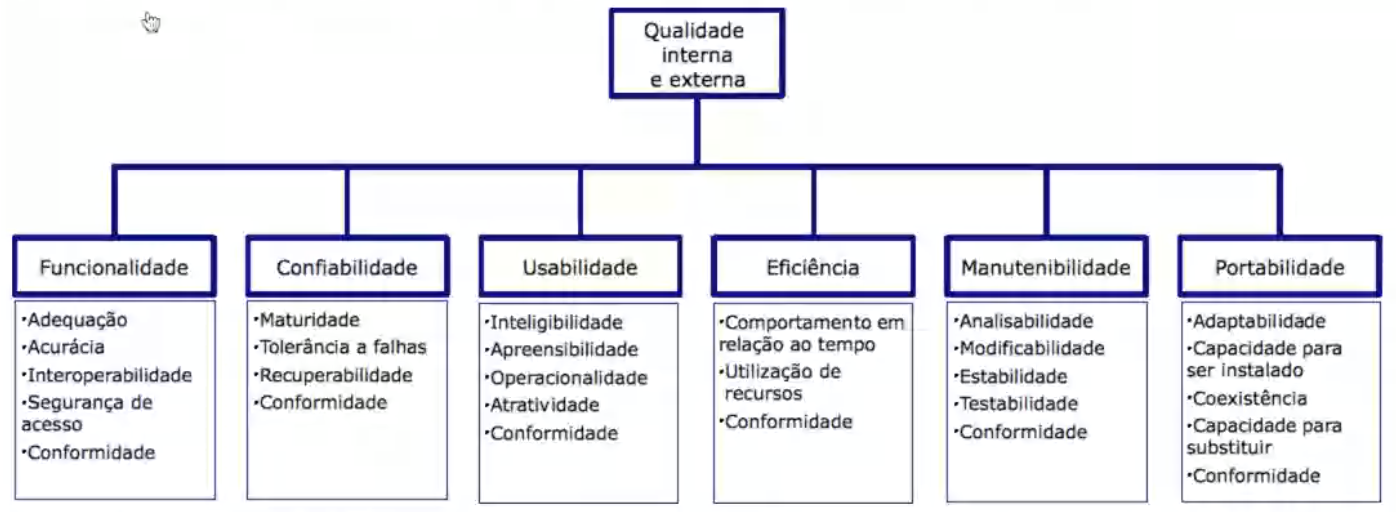 Qualidade
interna
e externa
Funcionalidade
·Adequação
·Acurácia
·Interoperabilidade
·Segurança de
acesso
·Conformidade
Confiabilidade
·Maturidade
·Tolerância a falhas
·Recuperabilidade
·Conformidade
Usabilidade
·Inteligibilidade
·Apreensibilidade
·Operacionalidade
·Atratividade
·Conformidade
Eficiência
·Comportamento em
relação ao tempo
·Utilização de
recursos
·Conformidade
Manutenibilidade
·Analisabilidade
·Modificabilidade
·Estabilidade
·Testabilidade
·Conformidade
Portabilidade
·Adaptabilidade
·Capacidade para
ser instalado
·Coexistência
·Capacidade para
substituir
·Conformidade